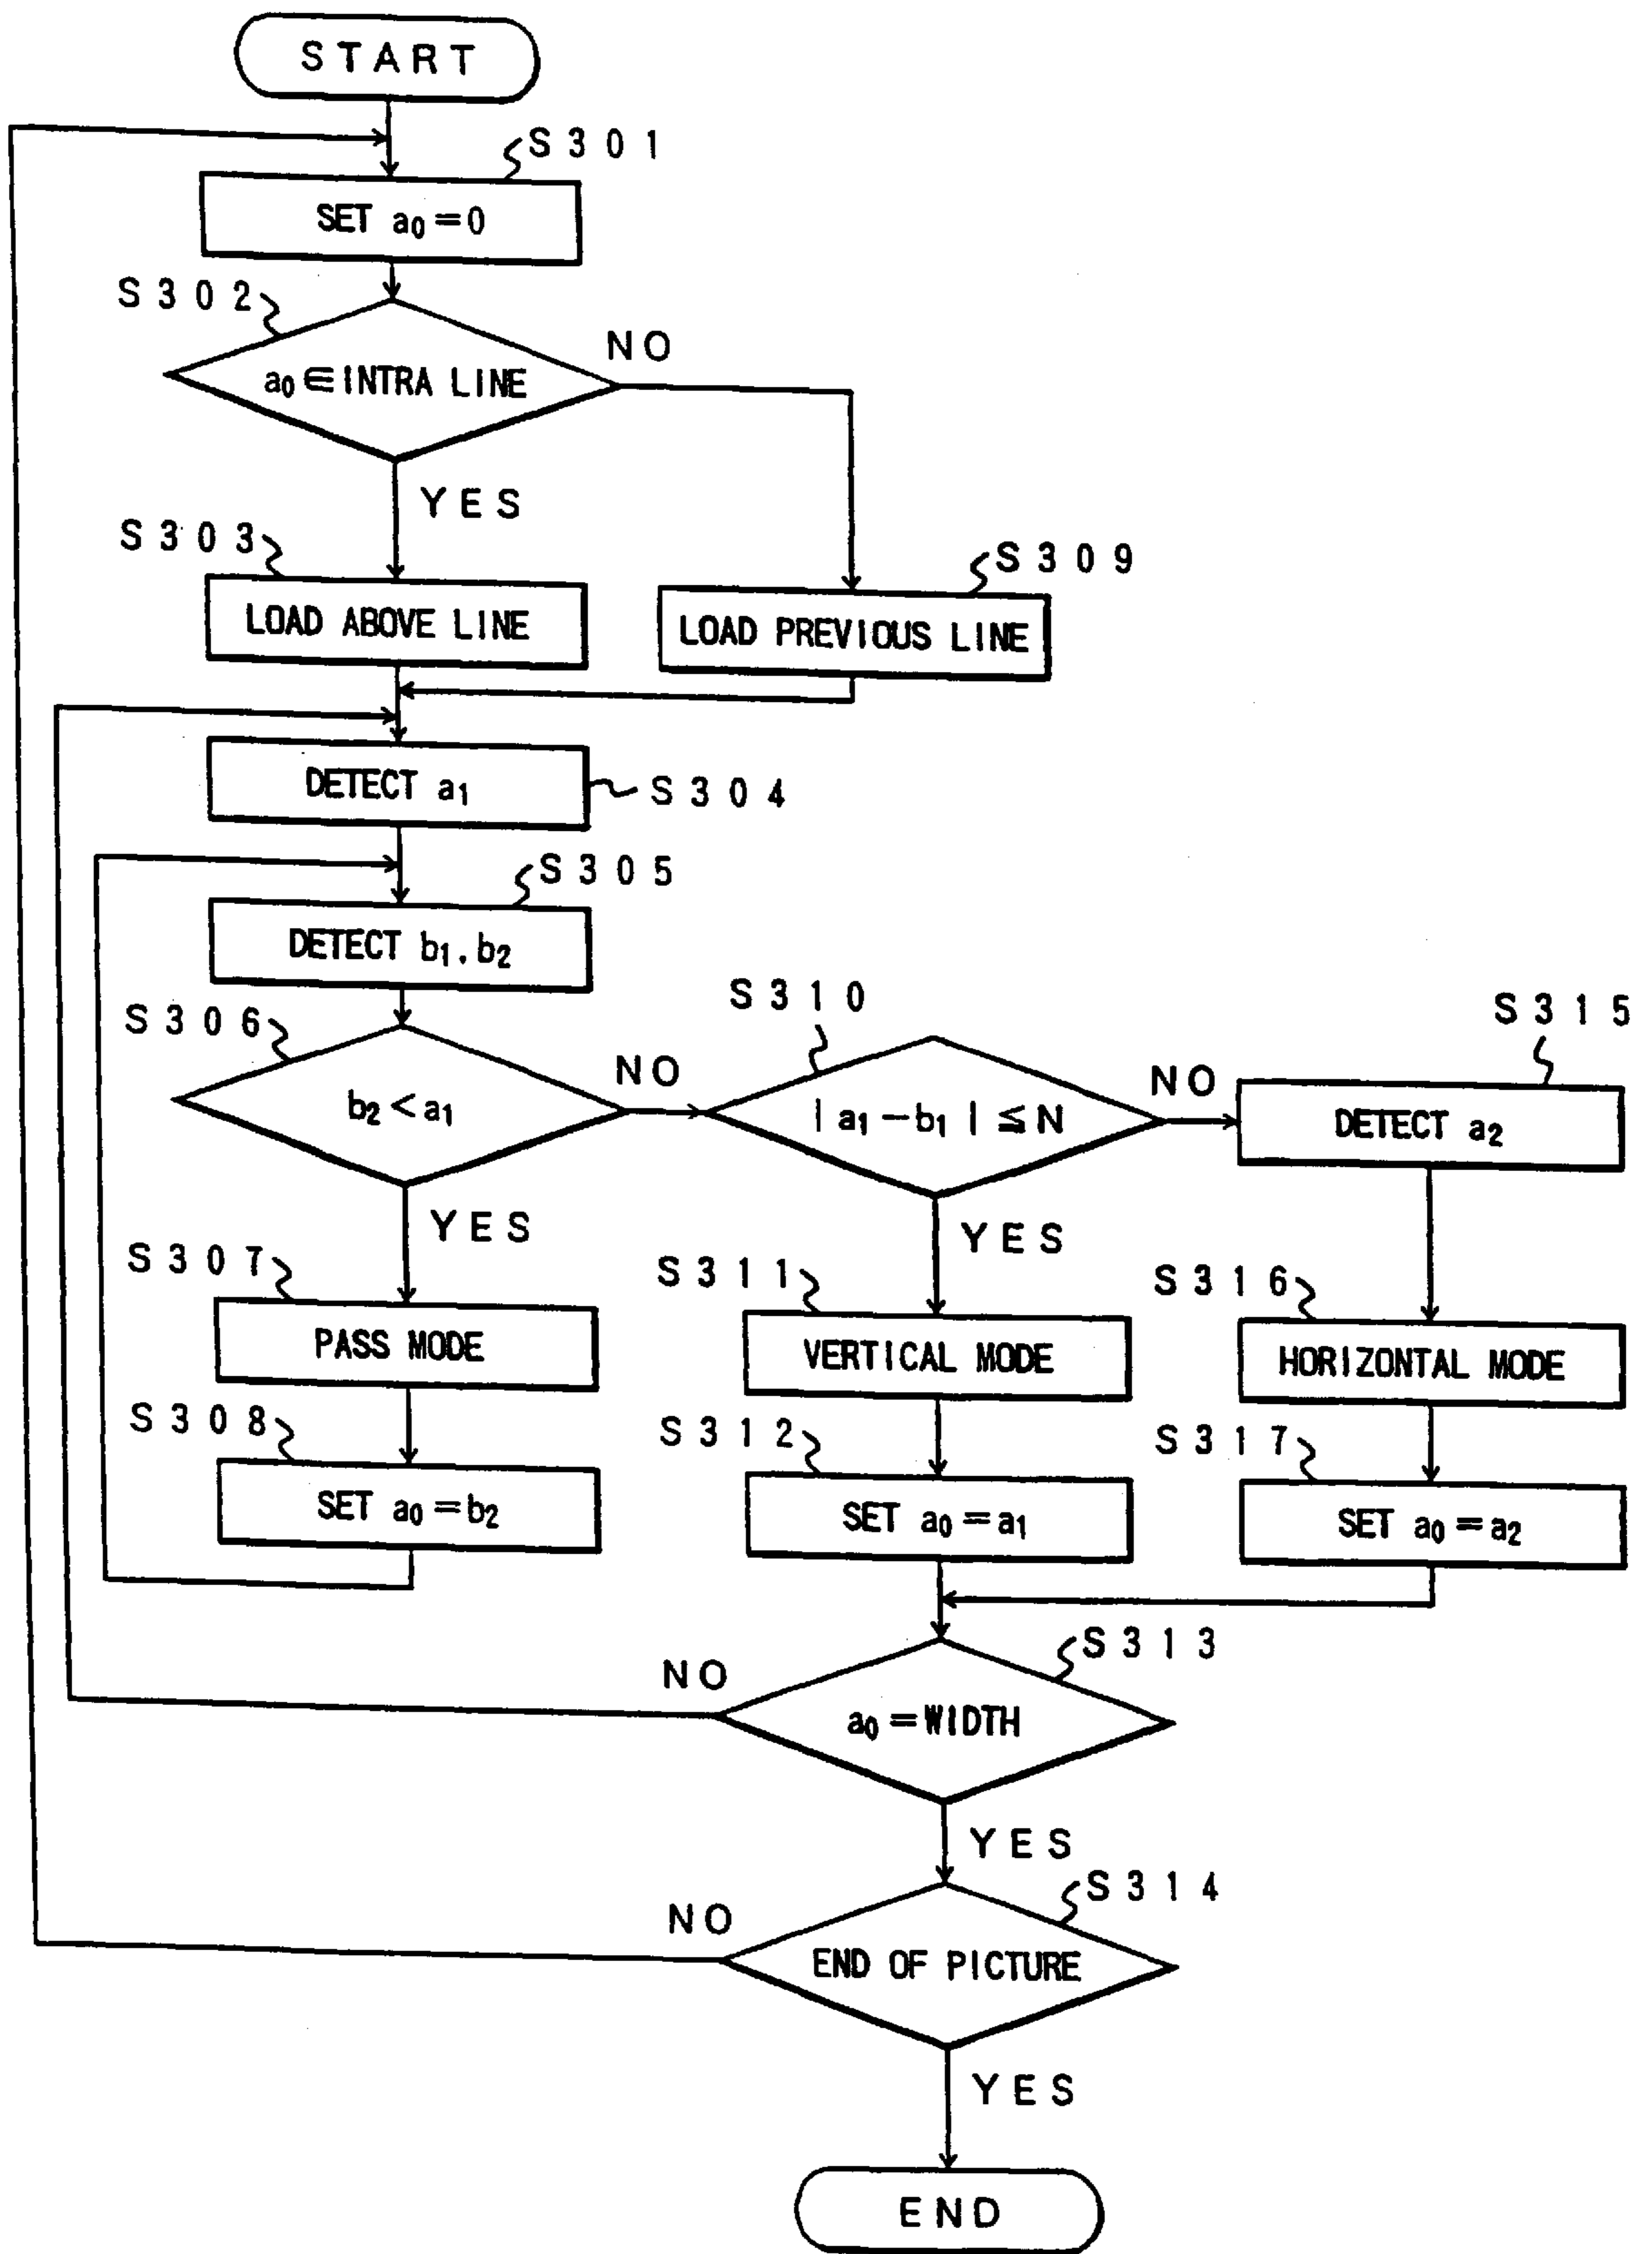 START
S301
SET a₀=0
S302
a₀∈INTRA LINE
NO
YES
S303
LOAD ABOVE LINE
S309
LOAD PREVIOUS LINE
DETECT a₁
S304
S305
DETECT b₁.b₂
S306
b₂<a₁
NO
S310
|a₁−b₁|≦N
NO
S315
DETECT a₂
YES
S307
PASS MODE
S308
SET a₀=b₂
YES
S311
VERTICAL MODE
S312
SET a₀=a₁
S316
HORIZONTAL MODE
S317
SET a₀=a₂
S313
NO
a₀=WIDTH
YES
S314
NO
END OF PICTURE
YES
END